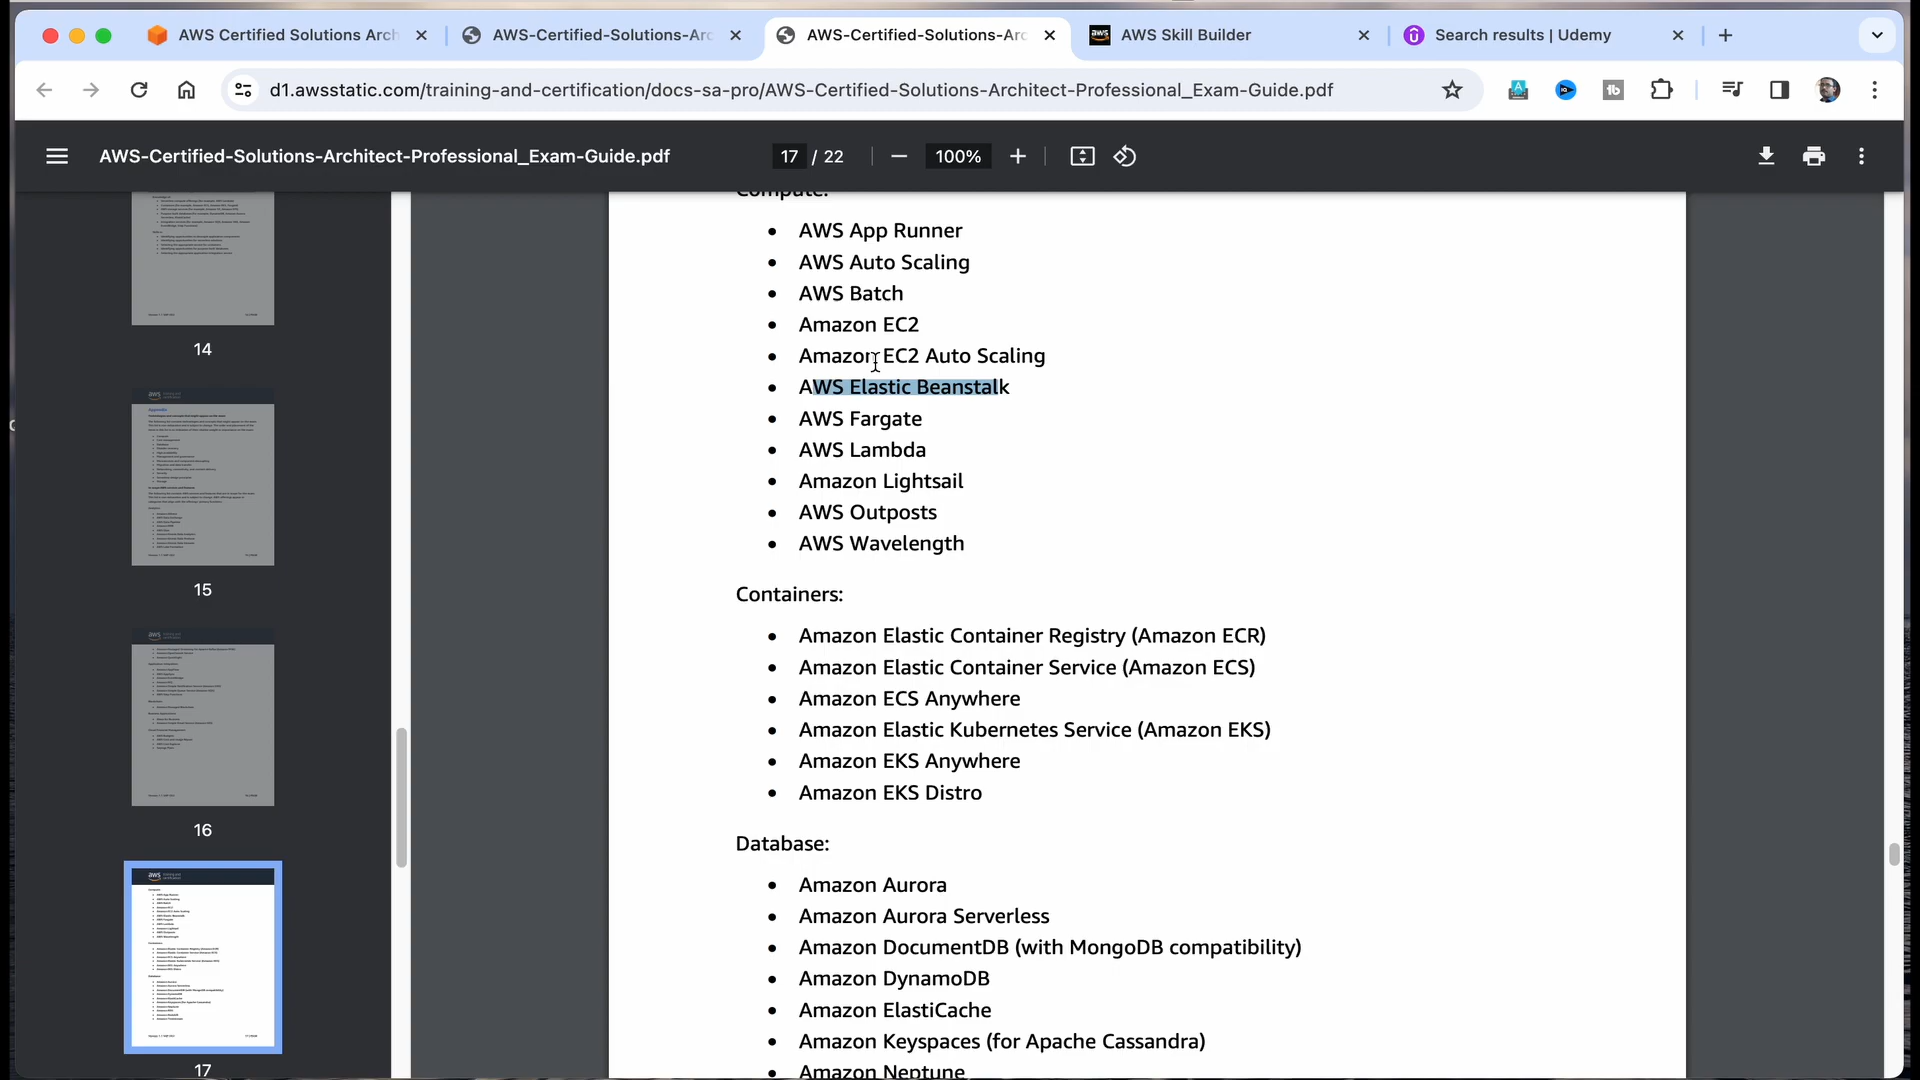 AWS Certified Solutions Arch
AWS-Certified-Solutions-Arc
AWS-Certified-Solutions-Arc
aws
AWS Skill Builder
Search results | Udemy
d1.awsstatic.com/training-and-certification/docs-sa-pro/AWS-Certified-Solutions-Architect-Professional_Exam-Guide.pdf
AWS-Certified-Solutions-Architect-Professional_Exam-Guide.pdf
17 / 22
100%
14
15
16
17
Compute:
• AWS App Runner
• AWS Auto Scaling
• AWS Batch
• Amazon EC2
• Amazon EC2 Auto Scaling
• AWS Elastic Beanstalk
• AWS Fargate
• AWS Lambda
• Amazon Lightsail
• AWS Outposts
• AWS Wavelength
Containers:
• Amazon Elastic Container Registry (Amazon ECR)
• Amazon Elastic Container Service (Amazon ECS)
• Amazon ECS Anywhere
• Amazon Elastic Kubernetes Service (Amazon EKS)
• Amazon EKS Anywhere
• Amazon EKS Distro
Database:
• Amazon Aurora
• Amazon Aurora Serverless
• Amazon DocumentDB (with MongoDB compatibility)
• Amazon DynamoDB
• Amazon ElastiCache
• Amazon Keyspaces (for Apache Cassandra)
• Amazon Neptune